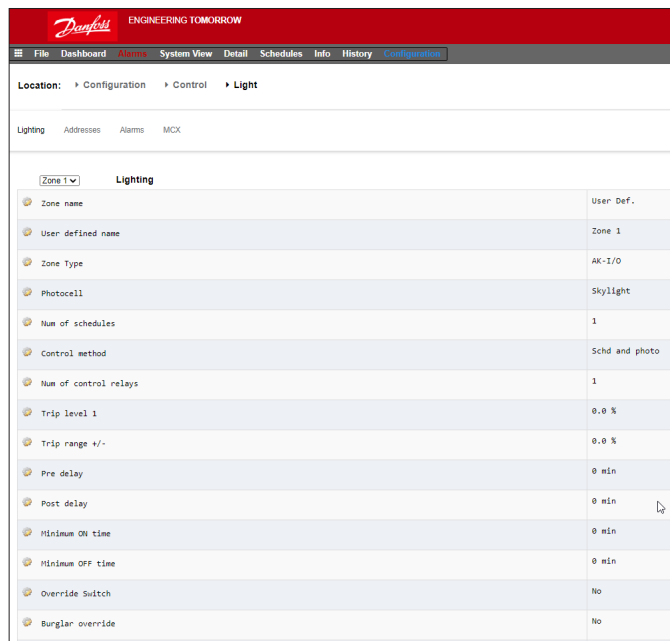 Danfoss ENGINEERING TOMORROW
File Dashboard Alarms System View Detail Schedules Info History Configuration
Location: Configuration Control Light
Lighting Addresses Alarms MCX
Zone 1 Lighting
Zone name User Def.
User defined name Zone 1
Zone Type AK-I/O
Photocell Skylight
Num of schedules 1
Control method Schd and photo
Num of control relays 1
Trip level 1 0.0 %
Trip range +/- 0.0 %
Pre delay 0 min
Post delay 0 min
Minimum ON time 0 min
Minimum OFF time 0 min
Override Switch No
Burglar override No